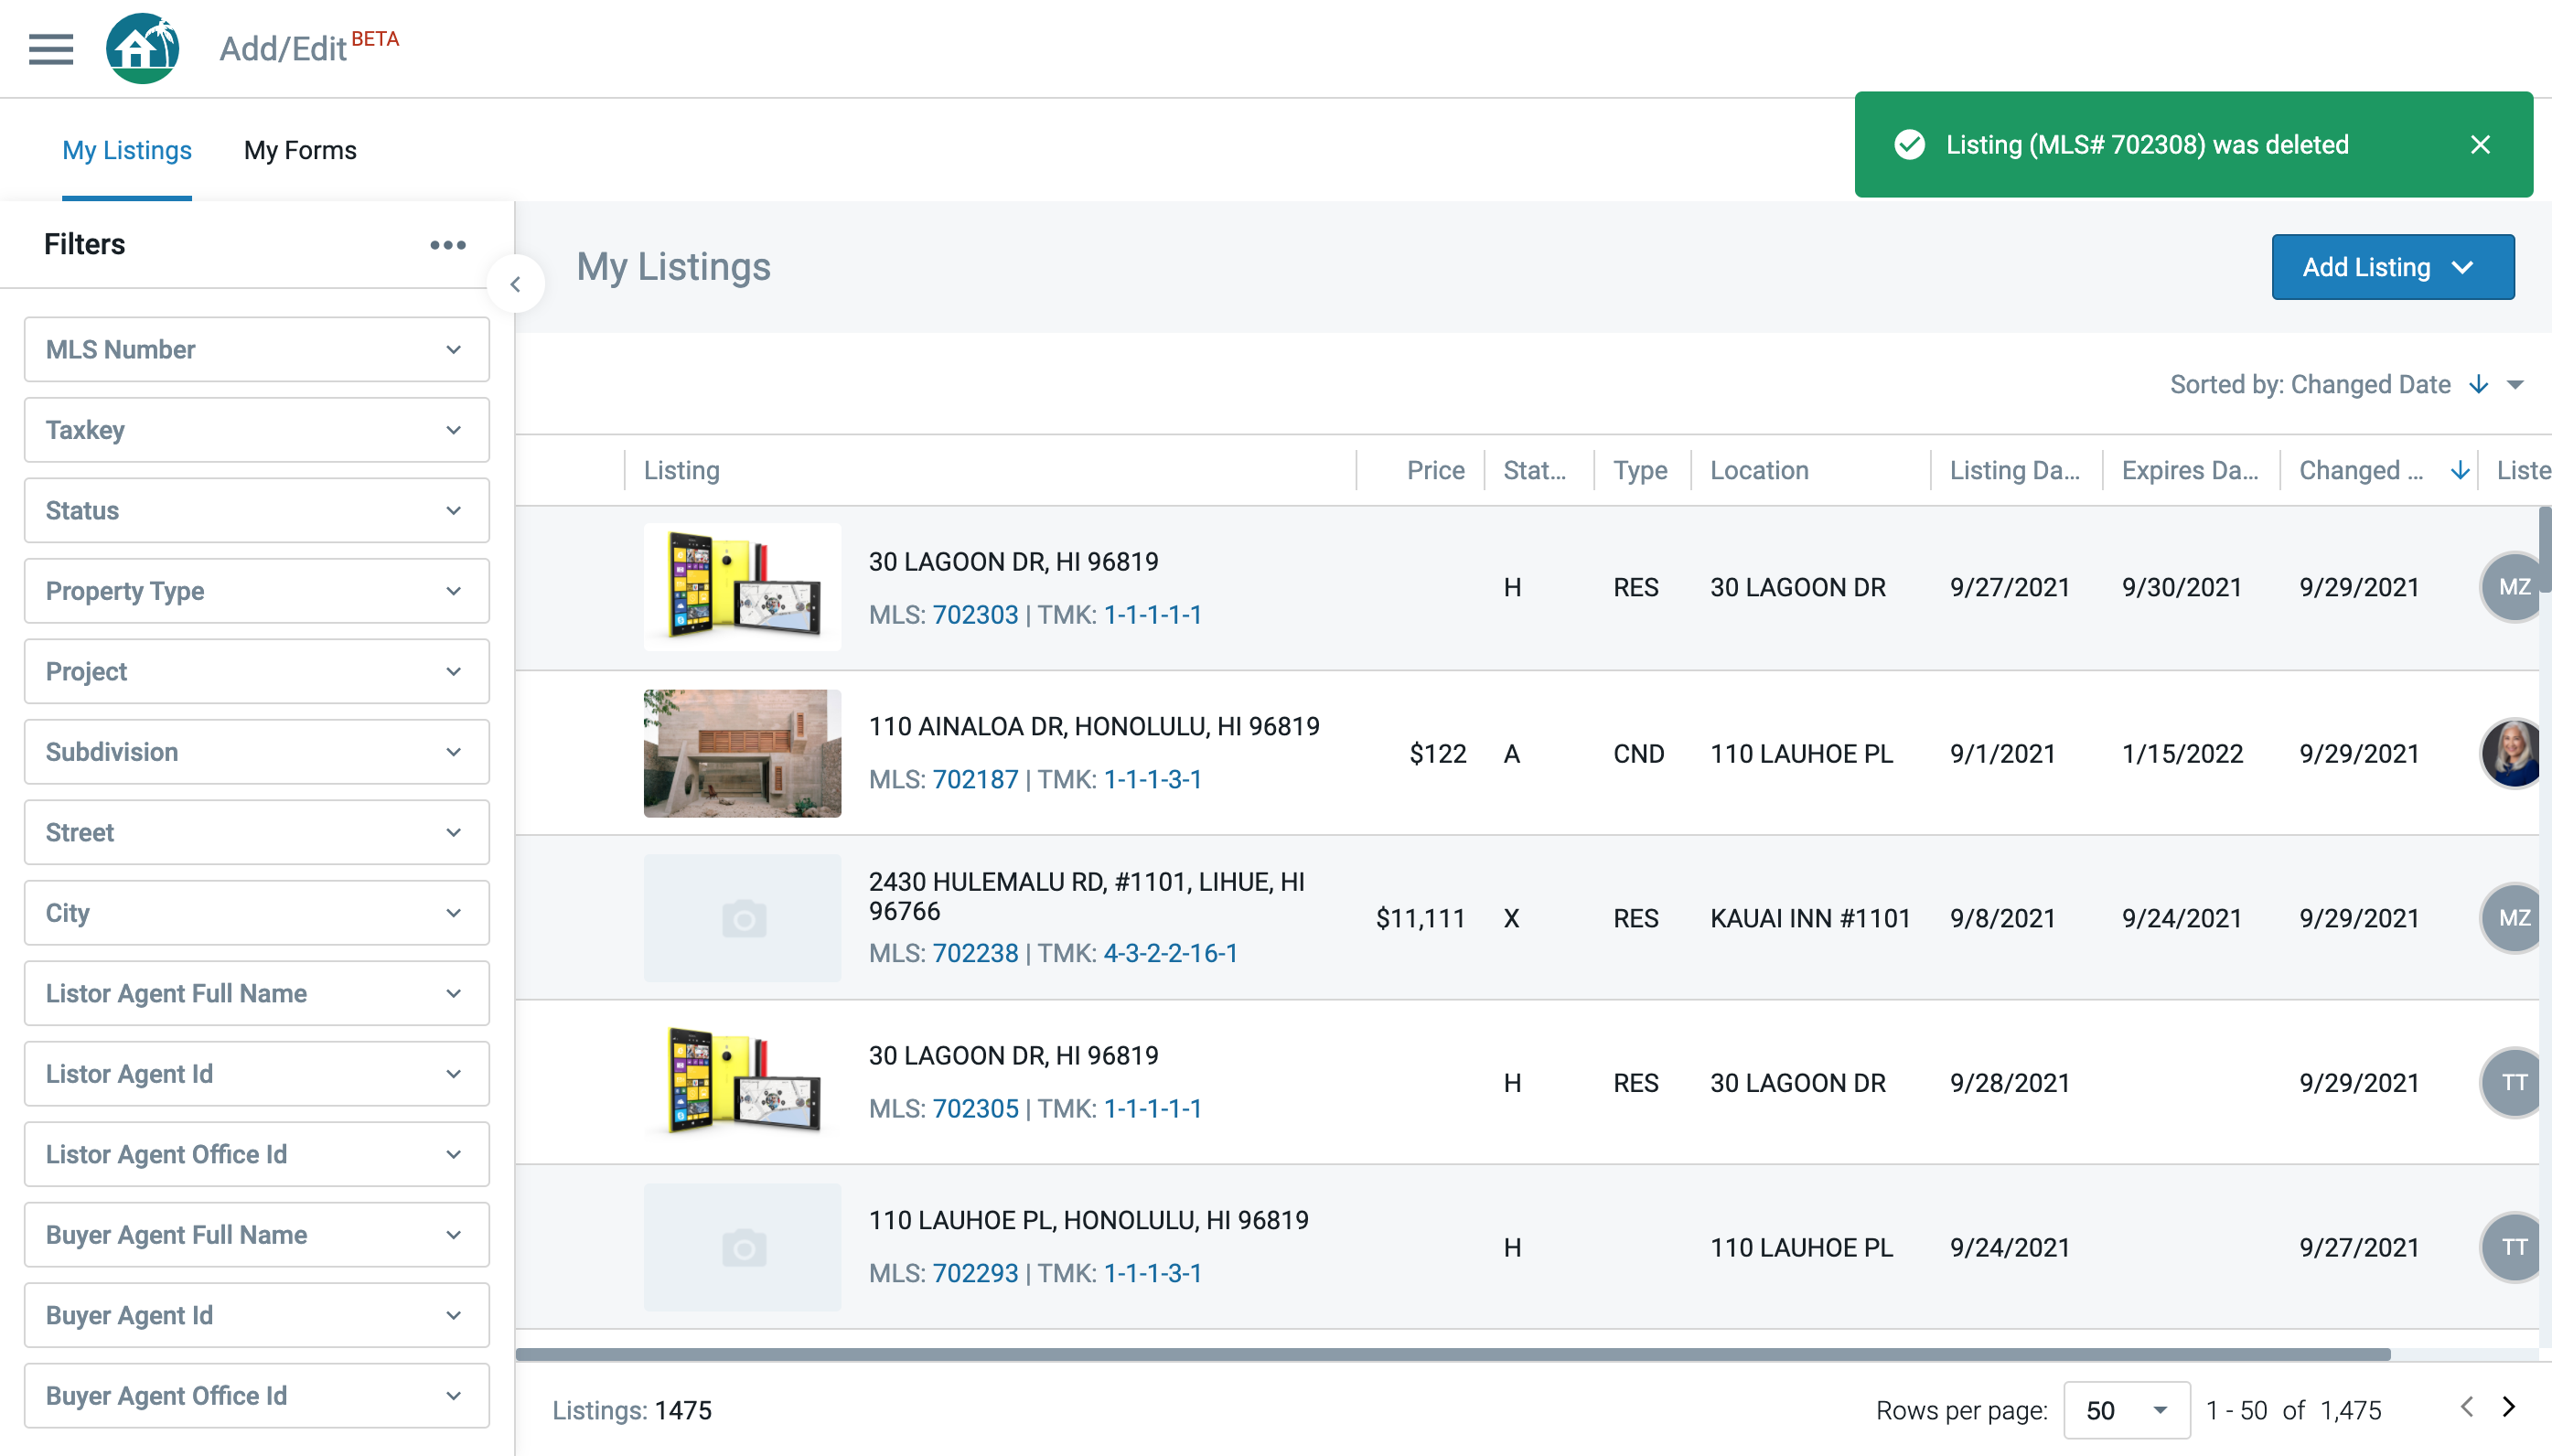 Add/Edit BETA
My Listings My Forms
Listing (MLS# 702308) was deleted
Filters
My Listings
Add Listing
MLS Number
Taxkey
Status
Property Type
Project
Subdivision
Street
City
Listor Agent Full Name
Listor Agent Id
Listor Agent Office Id
Buyer Agent Full Name
Buyer Agent Id
Buyer Agent Office Id
Sorted by: Changed Date
Listing Price Stat... Type Location Listing Da... Expires Da... Changed ... Liste
30 LAGOON DR, HI 96819
MLS: 702303 | TMK: 1-1-1-1-1
H RES 30 LAGOON DR 9/27/2021 9/30/2021 9/29/2021 MZ
110 AINALOA DR, HONOLULU, HI 96819
MLS: 702187 | TMK: 1-1-1-3-1
$122 A CND 110 LAUHOE PL 9/1/2021 1/15/2022 9/29/2021
2430 HULEMALU RD, #1101, LIHUE, HI
96766
MLS: 702238 | TMK: 4-3-2-2-16-1
$11,111 X RES KAUAI INN #1101 9/8/2021 9/24/2021 9/29/2021 MZ
30 LAGOON DR, HI 96819
MLS: 702305 | TMK: 1-1-1-1-1
H RES 30 LAGOON DR 9/28/2021 9/29/2021 TT
110 LAUHOE PL, HONOLULU, HI 96819
MLS: 702293 | TMK: 1-1-1-3-1
H 110 LAUHOE PL 9/24/2021 9/27/2021 TT
Listings: 1475
Rows per page: 50 1 - 50 of 1,475